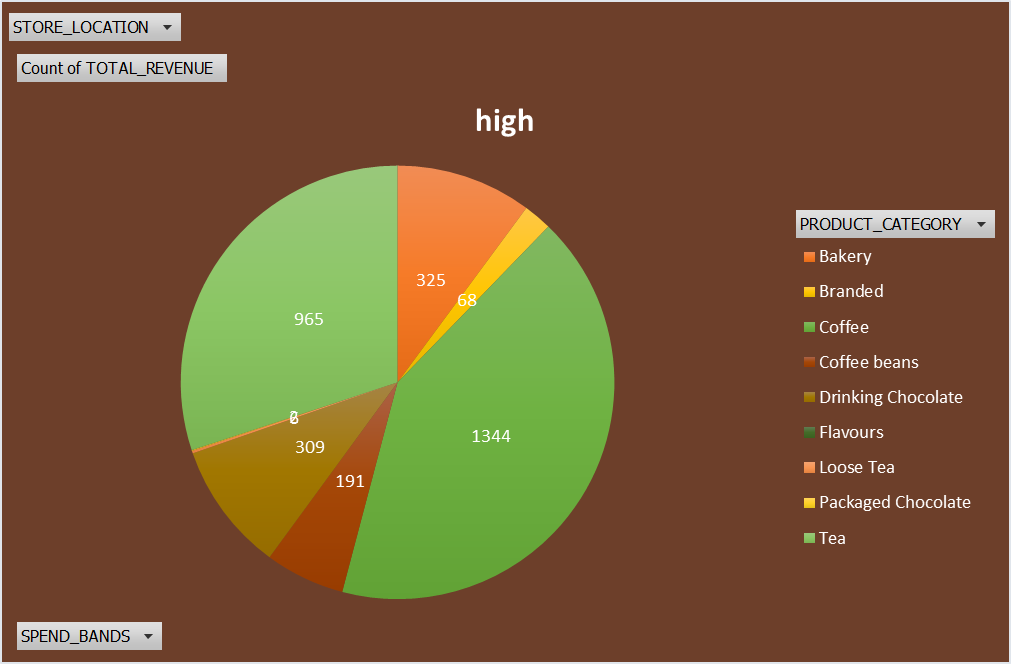 STORE_LOCATION
Count of TOTAL_REVENUE
high
325
68
965
1344
309
191
PRODUCT_CATEGORY
Bakery
Branded
Coffee
Coffee beans
Drinking Chocolate
Flavours
Loose Tea
Packaged Chocolate
Tea
SPEND_BANDS